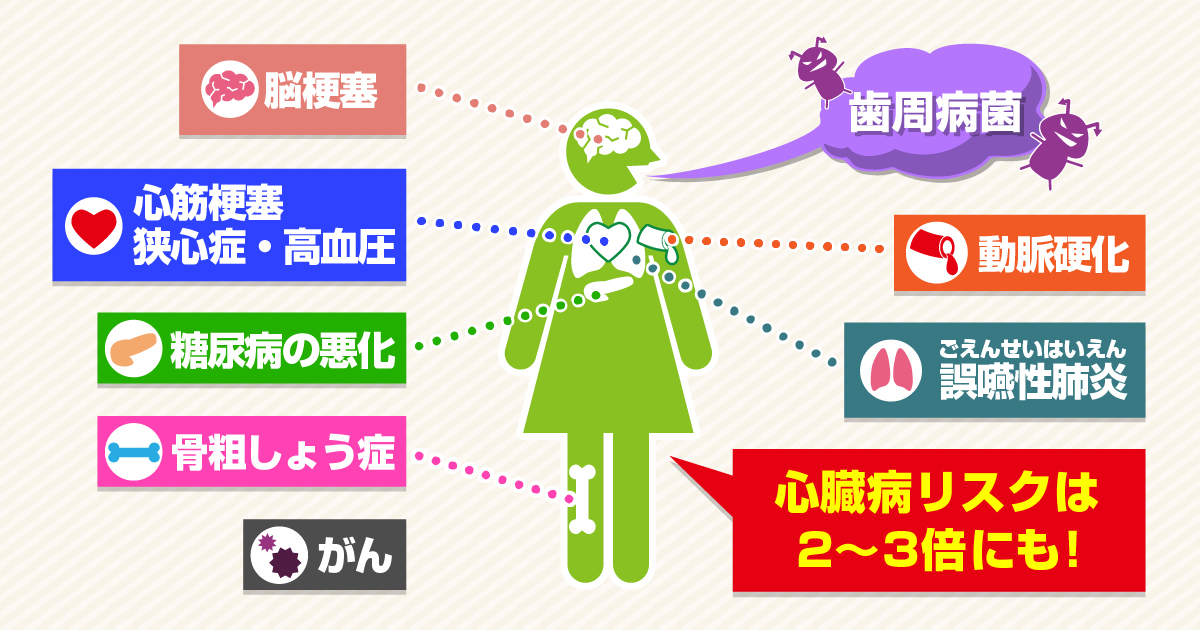 脳梗塞
歯周病菌
心筋梗塞
狭心症・高血圧
動脈硬化
糖尿病の悪化
ごえんせいはいえん
誤嚥性肺炎
骨粗しょう症
心臓病リスクは
2～3倍にも!
がん